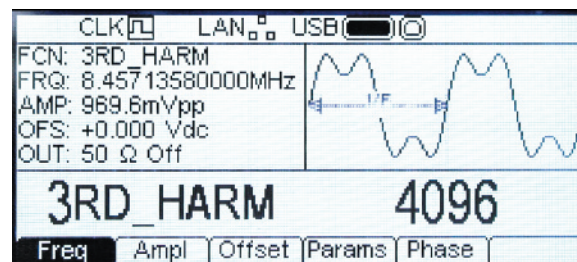 CLK LAN USB
FCN: 3RD_HARM
FRQ: 8.45713580000MHz
AMP: 969.6mVpp
OFS: +0.000 Vdc
OUT: 50 Ω Off
1/F
3RD_HARM 4096
Freq Ampl Offset Params Phase